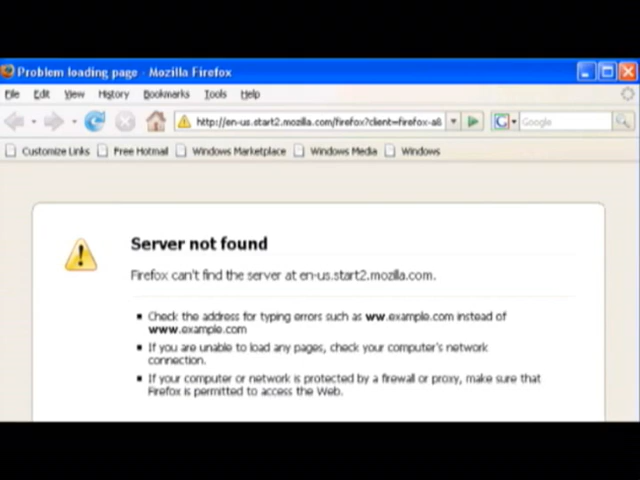 Problem loading page - Mozilla Firefox
File Edit View History Bookmarks Tools Help
http://en-us.start2.mozilla.com/firefox?client=firefox-a& G Google
Customize Links Free Hotmail Windows Marketplace Windows Media Windows
Server not found
Firefox can't find the server at en-us.start2.mozilla.com.
Check the address for typing errors such as ww.example.com instead of
www.example.com
If you are unable to load any pages, check your computer's network
connection.
If your computer or network is protected by a firewall or proxy, make sure that
Firefox is permitted to access the Web.